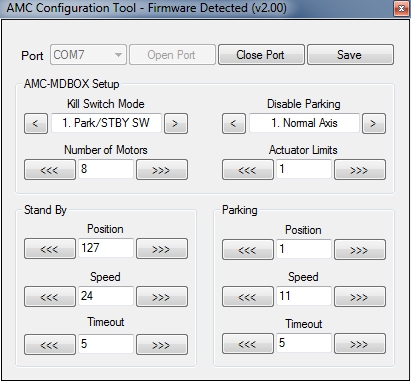 AMC Configuration Tool - Firmware Detected (v2.00)
Port COM7 Open Port Close Port Save
AMC-MDBOX Setup
Kill Switch Mode Disable Parking
< 1. Park/STBY SW > < 1. Normal Axis >
Number of Motors Actuator Limits
<<< 8 >>> <<< 1 >>>
Stand By
Position
<<< 127 >>>
Speed
<<< 24 >>>
Timeout
<<< 5 >>>
Parking
Position
<<< 1 >>>
Speed
<<< 11 >>>
Timeout
<<< 5 >>>